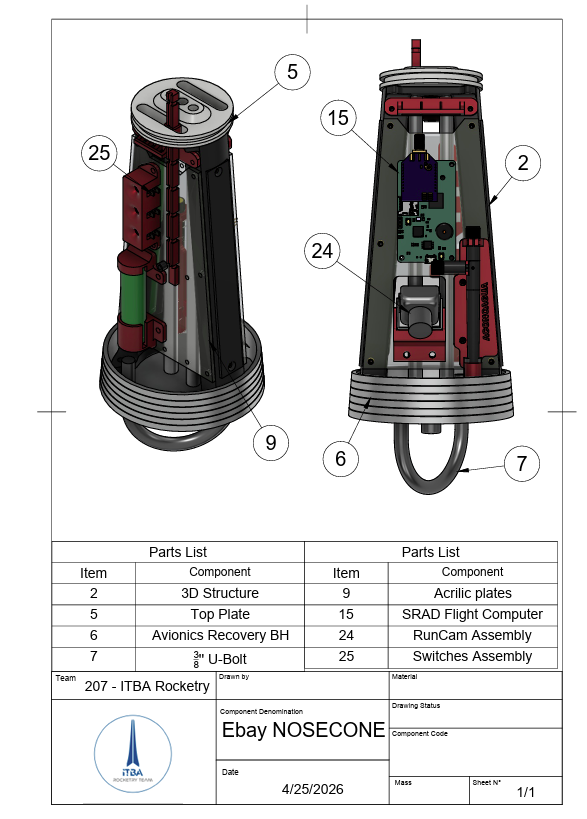 5
25
15
2
24
ACONCAGUA
9
6
7
Parts List Parts List
Item Component Item Component
2 3D Structure 9 Acrilic plates
5 Top Plate 15 SRAD Flight Computer
6 Avionics Recovery BH 24 RunCam Assembly
7 3/8" U-Bolt 25 Switches Assembly
Team 207 - ITBA Rocketry
Drawn by
Material
Drawing Status
Component Denomination
Ebay NOSECONE
Component Code
Date
4/25/2026
Mass
Sheet N°
1/1
ITBA
ROCKETRY TEAM